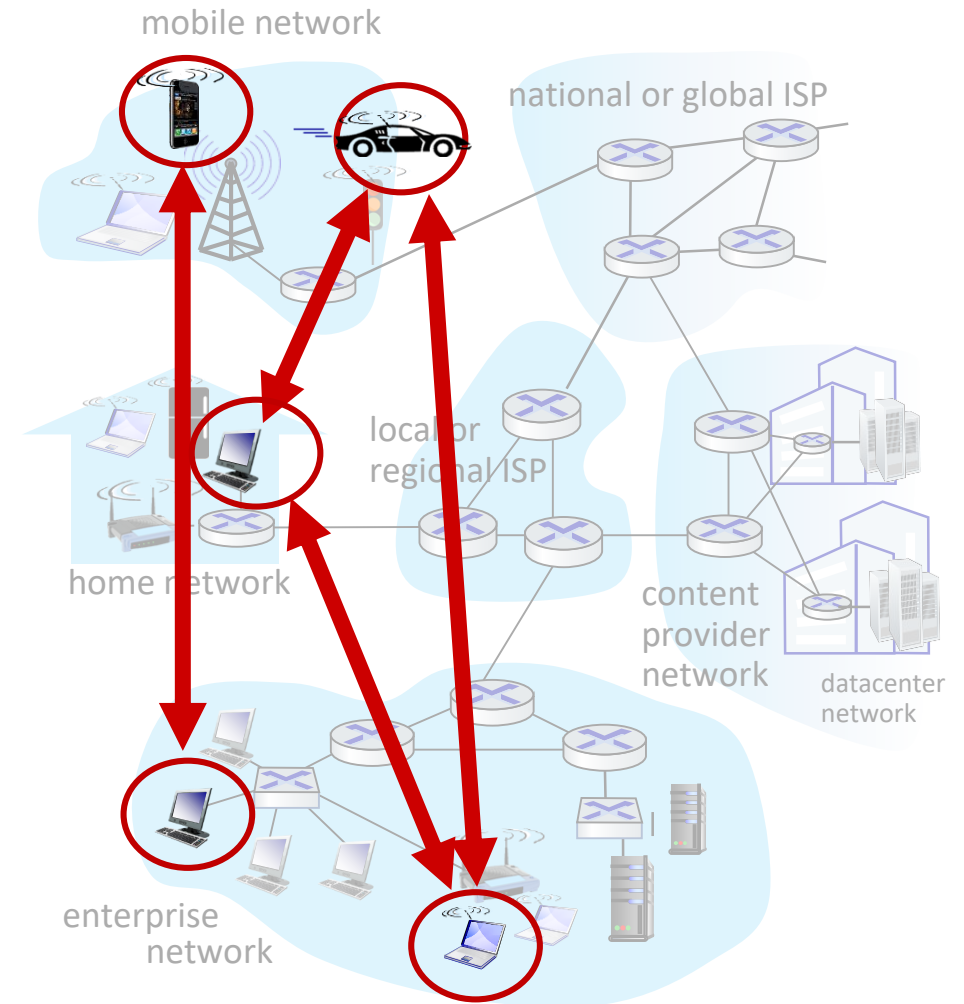 mobile network
national or global ISP
local or
regional ISP
home network
content
provider
network
datacenter
network
enterprise
network